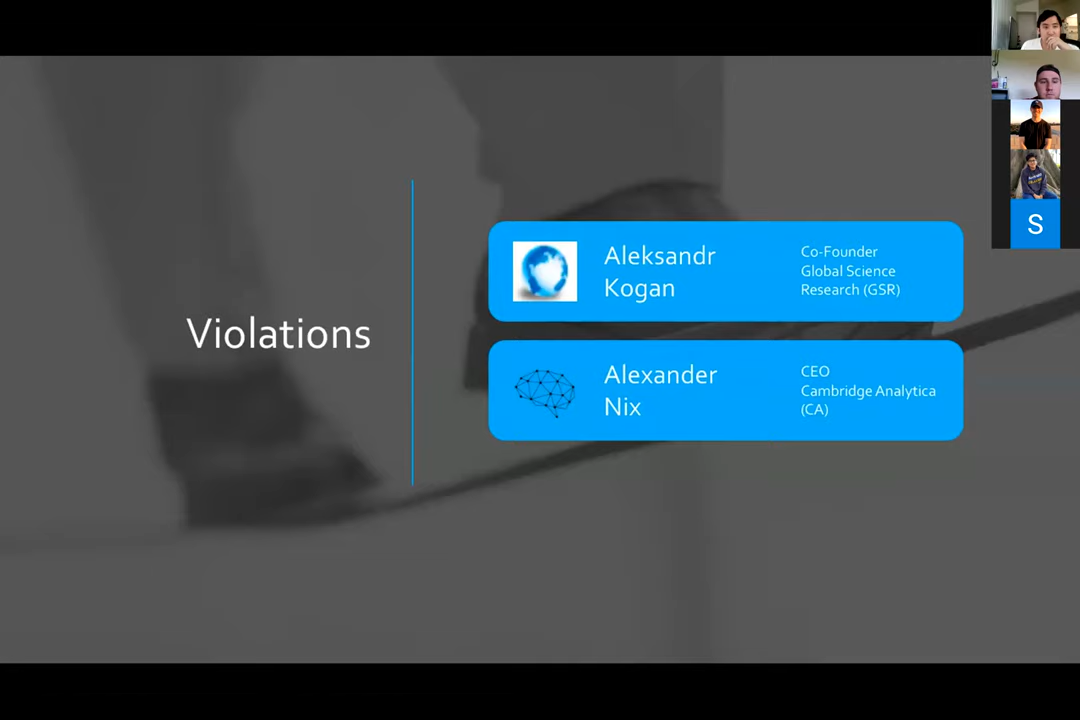 Violations
Aleksandr
Kogan
Co-Founder
Global Science
Research (GSR)
Alexander
Nix
CEO
Cambridge Analytica
(CA)
S